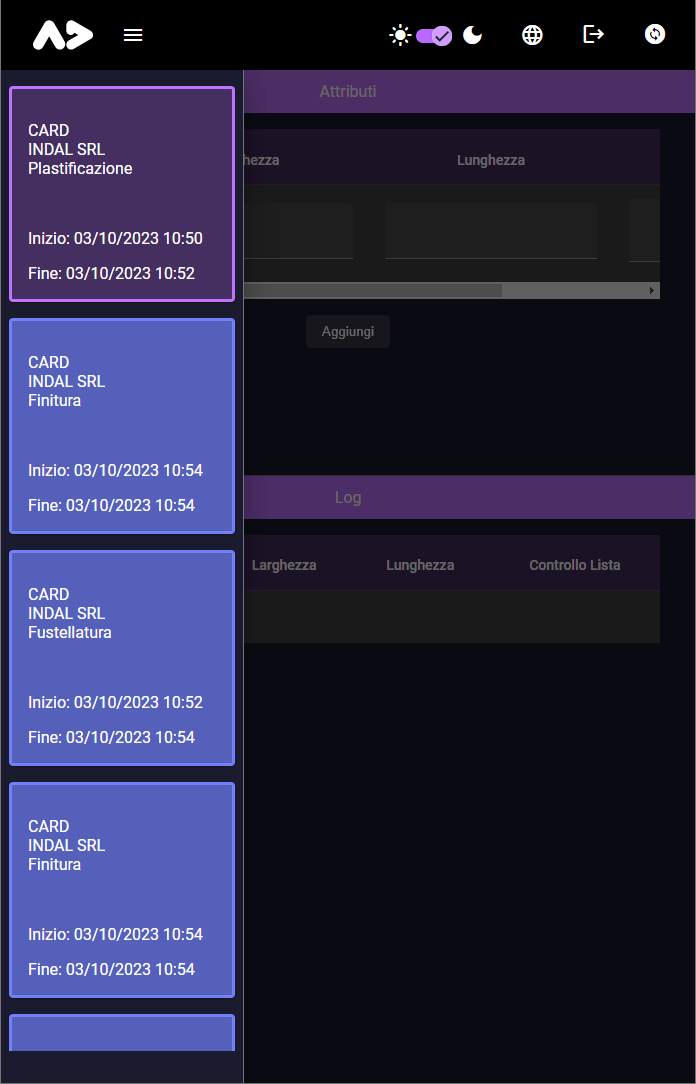 CARD
INDAL SRL
Plastificazione
Inizio: 03/10/2023 10:50
Fine: 03/10/2023 10:52
CARD
INDAL SRL
Finitura
Inizio: 03/10/2023 10:54
Fine: 03/10/2023 10:54
CARD
INDAL SRL
Fustellatura
Inizio: 03/10/2023 10:52
Fine: 03/10/2023 10:54
CARD
INDAL SRL
Finitura
Inizio: 03/10/2023 10:54
Fine: 03/10/2023 10:54
Attributi
hezza Lunghezza
Aggiungi
Log
Larghezza Lunghezza Controllo Lista